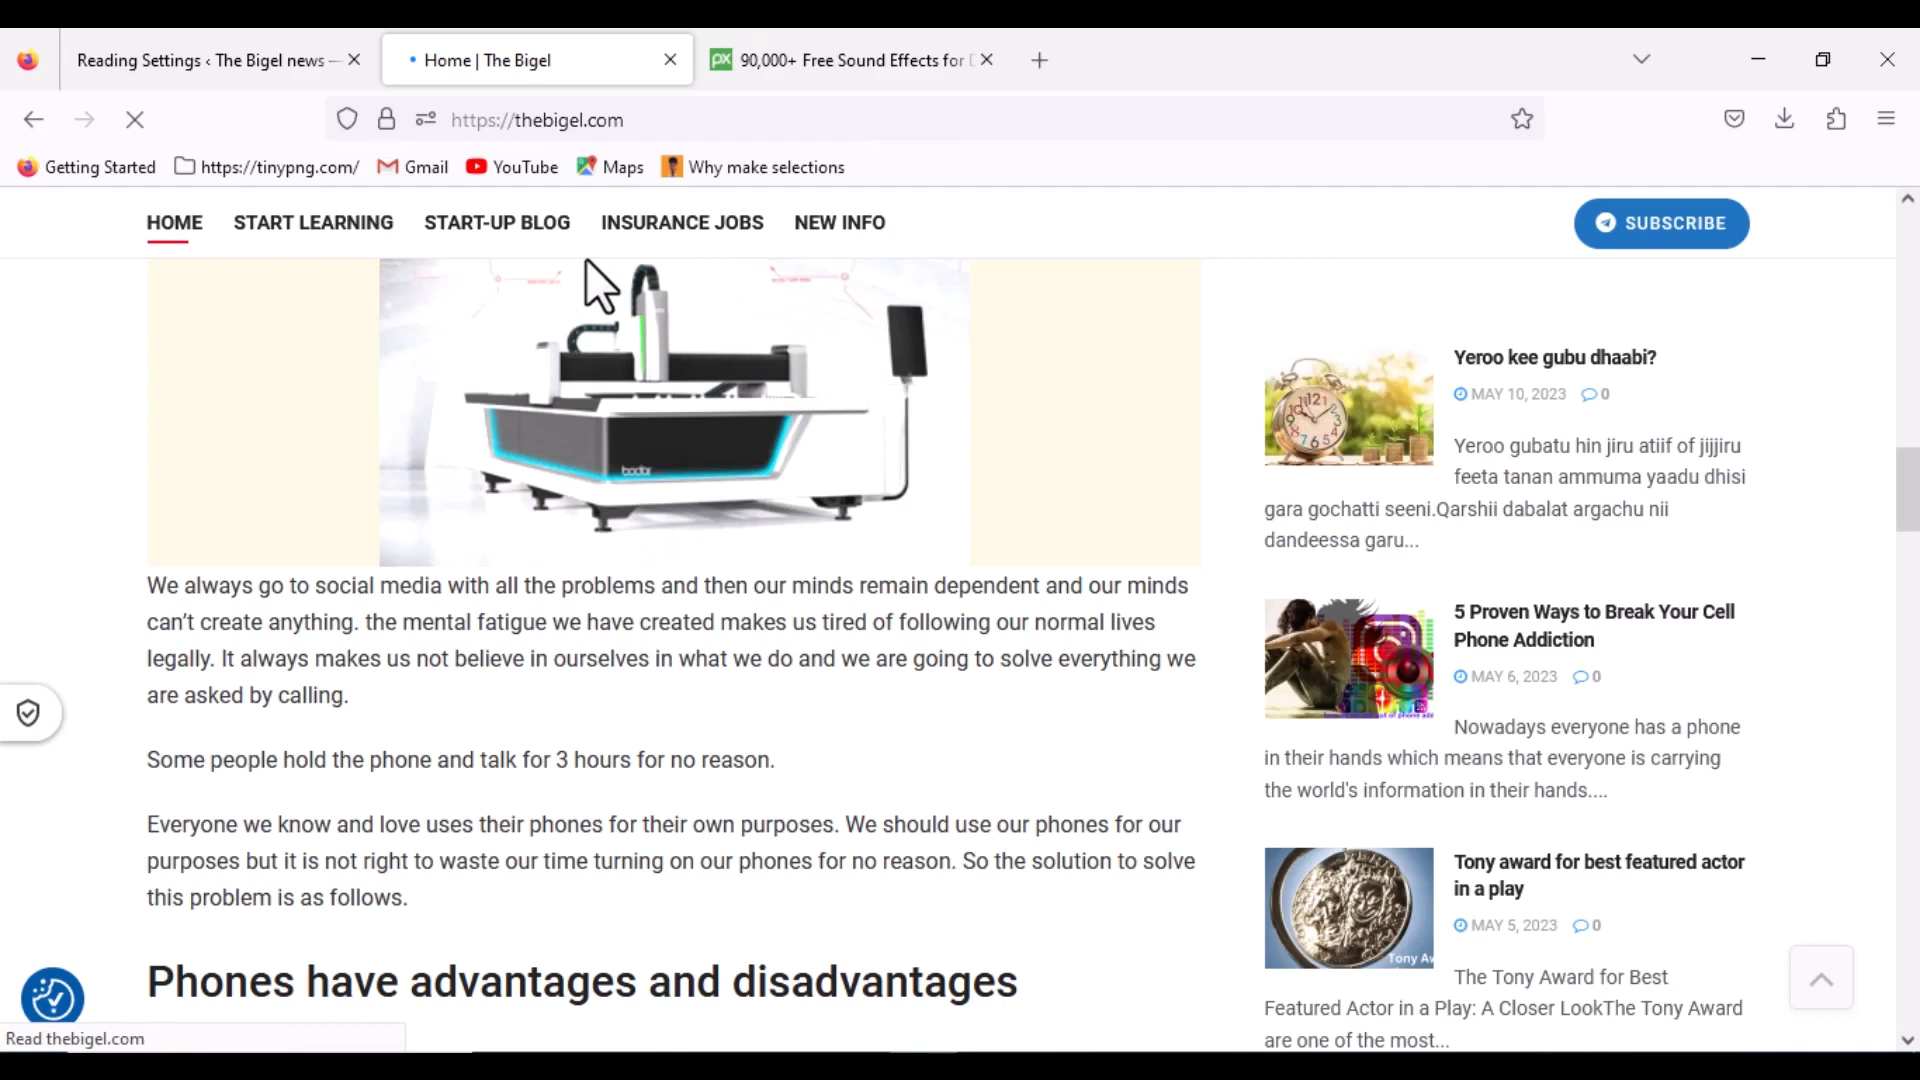 Reading Settings ‹ The Bigel news —
Home | The Bigel
px 90,000+ Free Sound Effects for
https://thebigel.com
Getting Started https://tinypng.com/ Gmail YouTube Maps Why make selections
HOME START LEARNING START-UP BLOG INSURANCE JOBS NEW INFO SUBSCRIBE
bodor
We always go to social media with all the problems and then our minds remain dependent and our minds
can’t create anything. the mental fatigue we have created makes us tired of following our normal lives
legally. It always makes us not believe in ourselves in what we do and we are going to solve everything we
are asked by calling.
Some people hold the phone and talk for 3 hours for no reason.
Everyone we know and love uses their phones for their own purposes. We should use our phones for our
purposes but it is not right to waste our time turning on our phones for no reason. So the solution to solve
this problem is as follows.
Phones have advantages and disadvantages
Yeroo kee gubu dhaabi?
MAY 10, 2023 0
Yeroo gubatu hin jiru atiif of jijjiru
feeta tanan ammuma yaadu dhisi
gara gochatti seeni.Qarshii dabalat argachu nii
dandeessa garu...
5 Proven Ways to Break Your Cell
Phone Addiction
MAY 6, 2023 0
Nowadays everyone has a phone
in their hands which means that everyone is carrying
the world's information in their hands....
Tony award for best featured actor
in a play
MAY 5, 2023 0
Tony Aw
The Tony Award for Best
Featured Actor in a Play: A Closer LookThe Tony Award
are one of the most...
Read thebigel.com